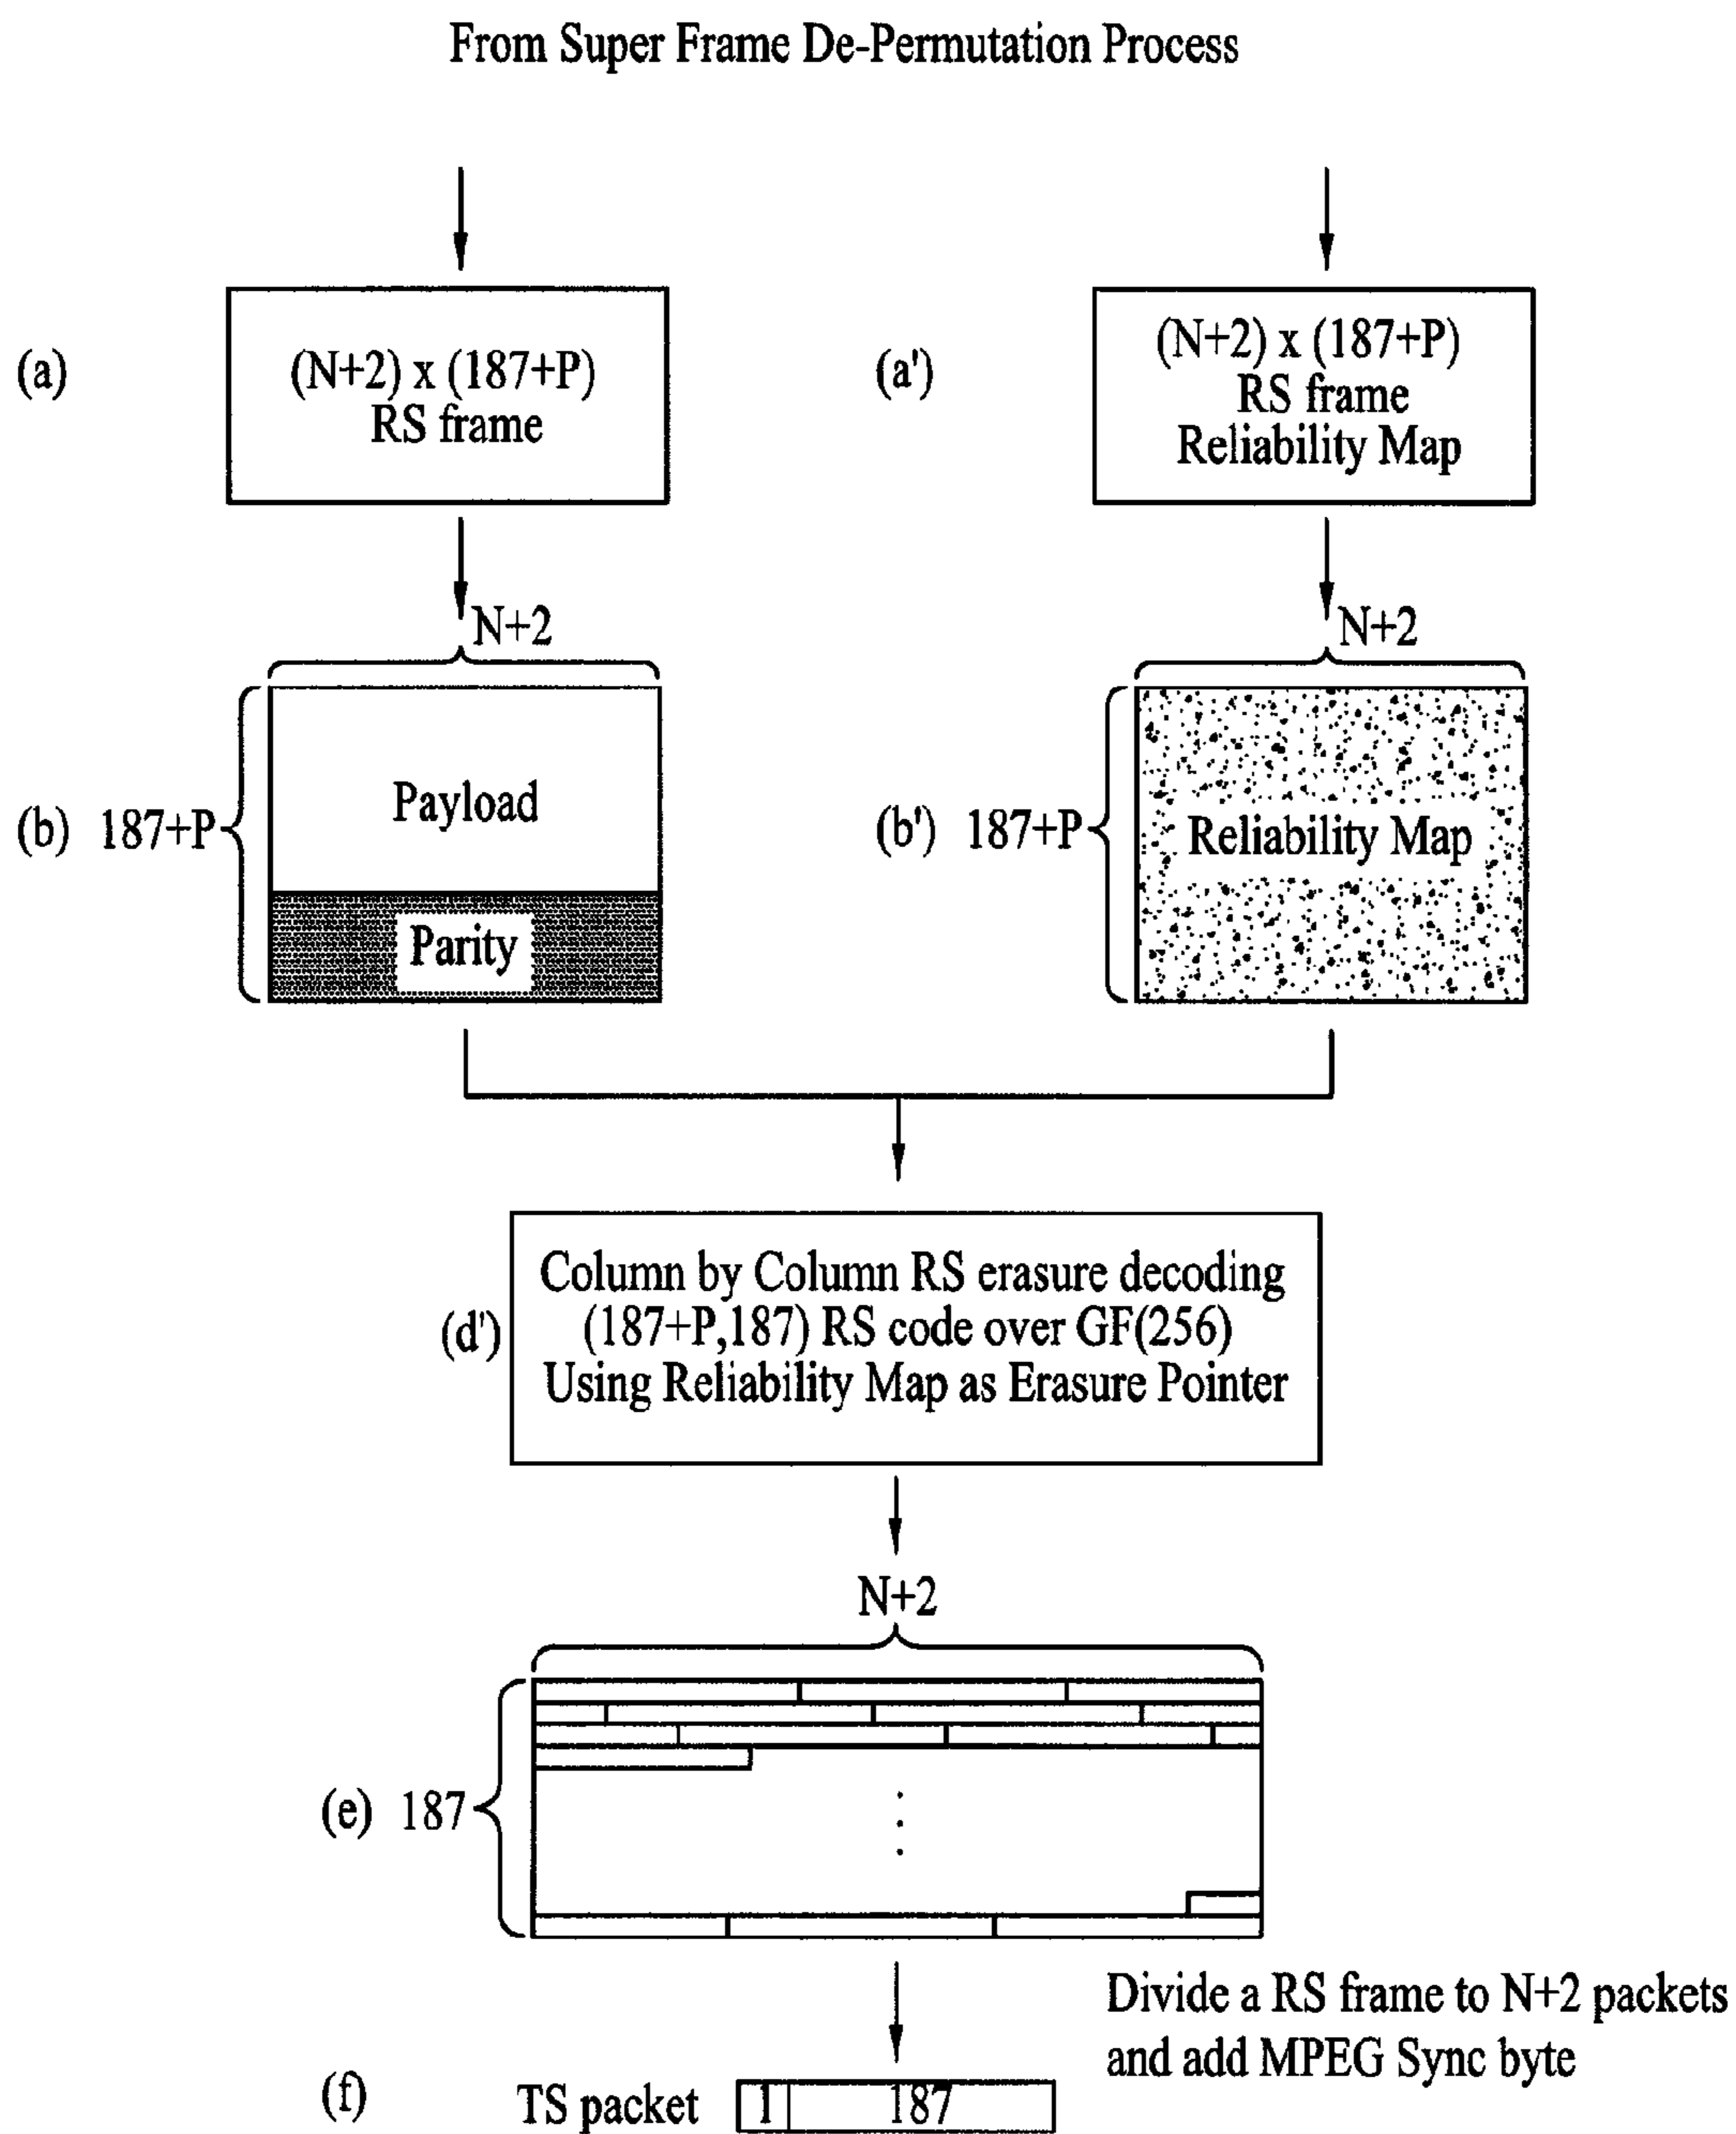 From Super Frame De-Permutation Process
(a)
(N+2) x (187+P)
RS frame
(a')
(N+2) x (187+P)
RS frame
Reliability Map
N+2
N+2
(b) 187+P
Payload
Parity
(b') 187+P
Reliability Map
(d')
Column by Column RS erasure decoding
(187+P,187) RS code over GF(256)
Using Reliability Map as Erasure Pointer
N+2
(e) 187
Divide a RS frame to N+2 packets
and add MPEG Sync byte
(f) TS packet 1 187